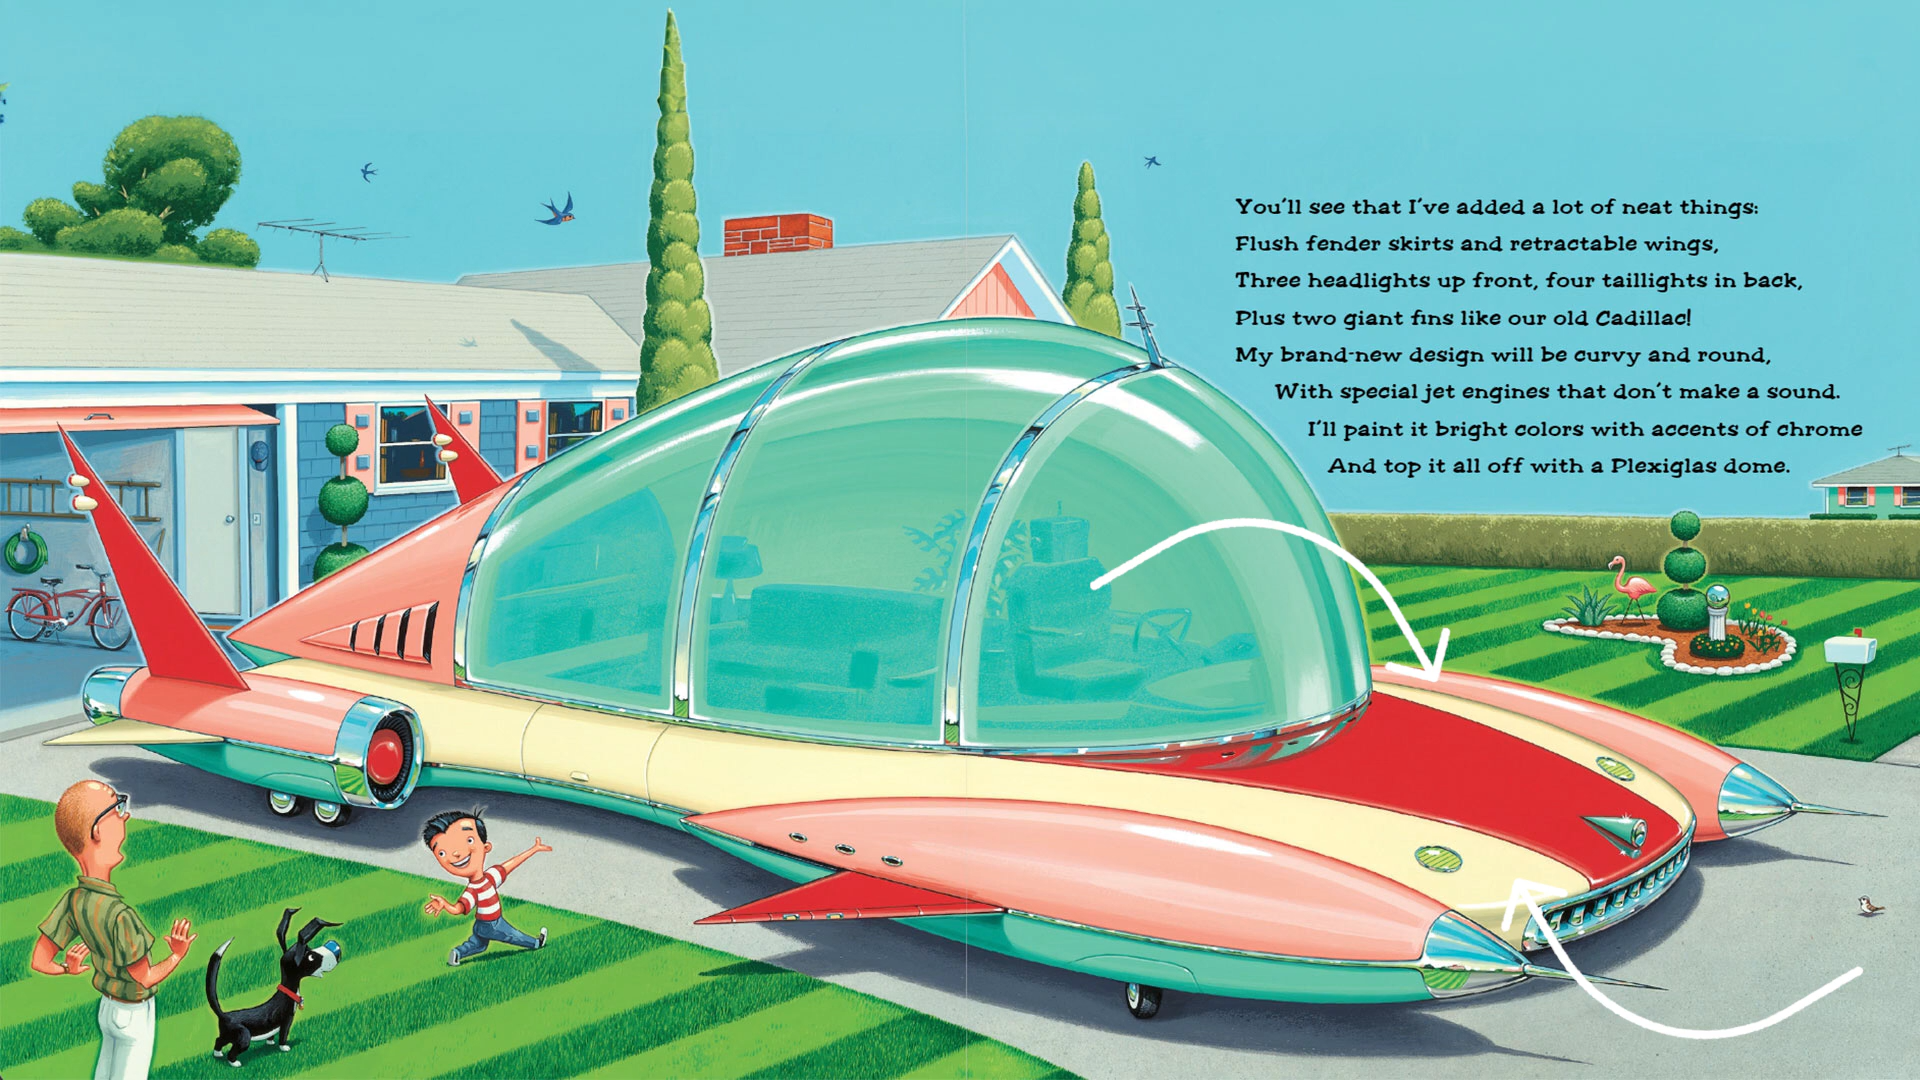 You'll see that I've added a lot of neat things:
Flush fender skirts and retractable wings,
Three headlights up front, four taillights in back,
Plus two giant fins like our old Cadillac!
My brand-new design will be curvy and round,
With special jet engines that don't make a sound.
I'll paint it bright colors with accents of chrome
And top it all off with a Plexiglas dome.